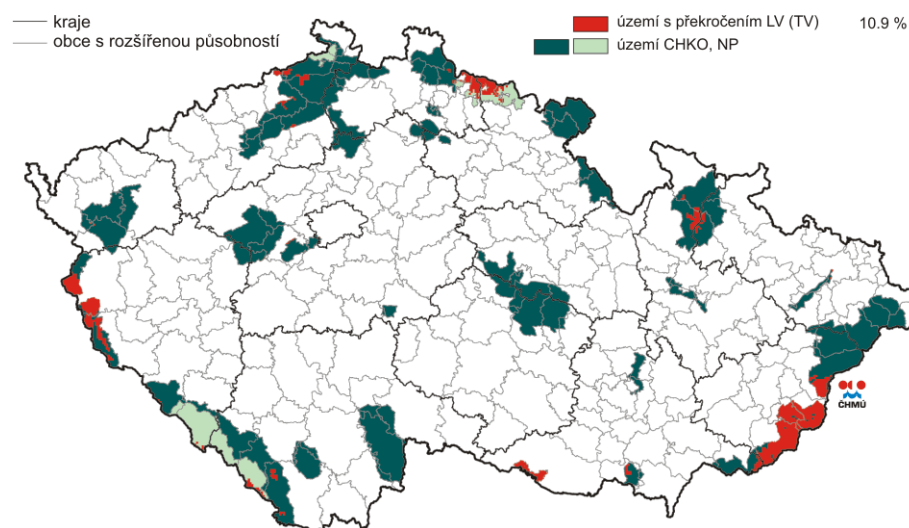 kraje
obce s rozšířenou působností
území s překročením LV (TV) 10.9 %
území CHKO, NP
ČHMÚ